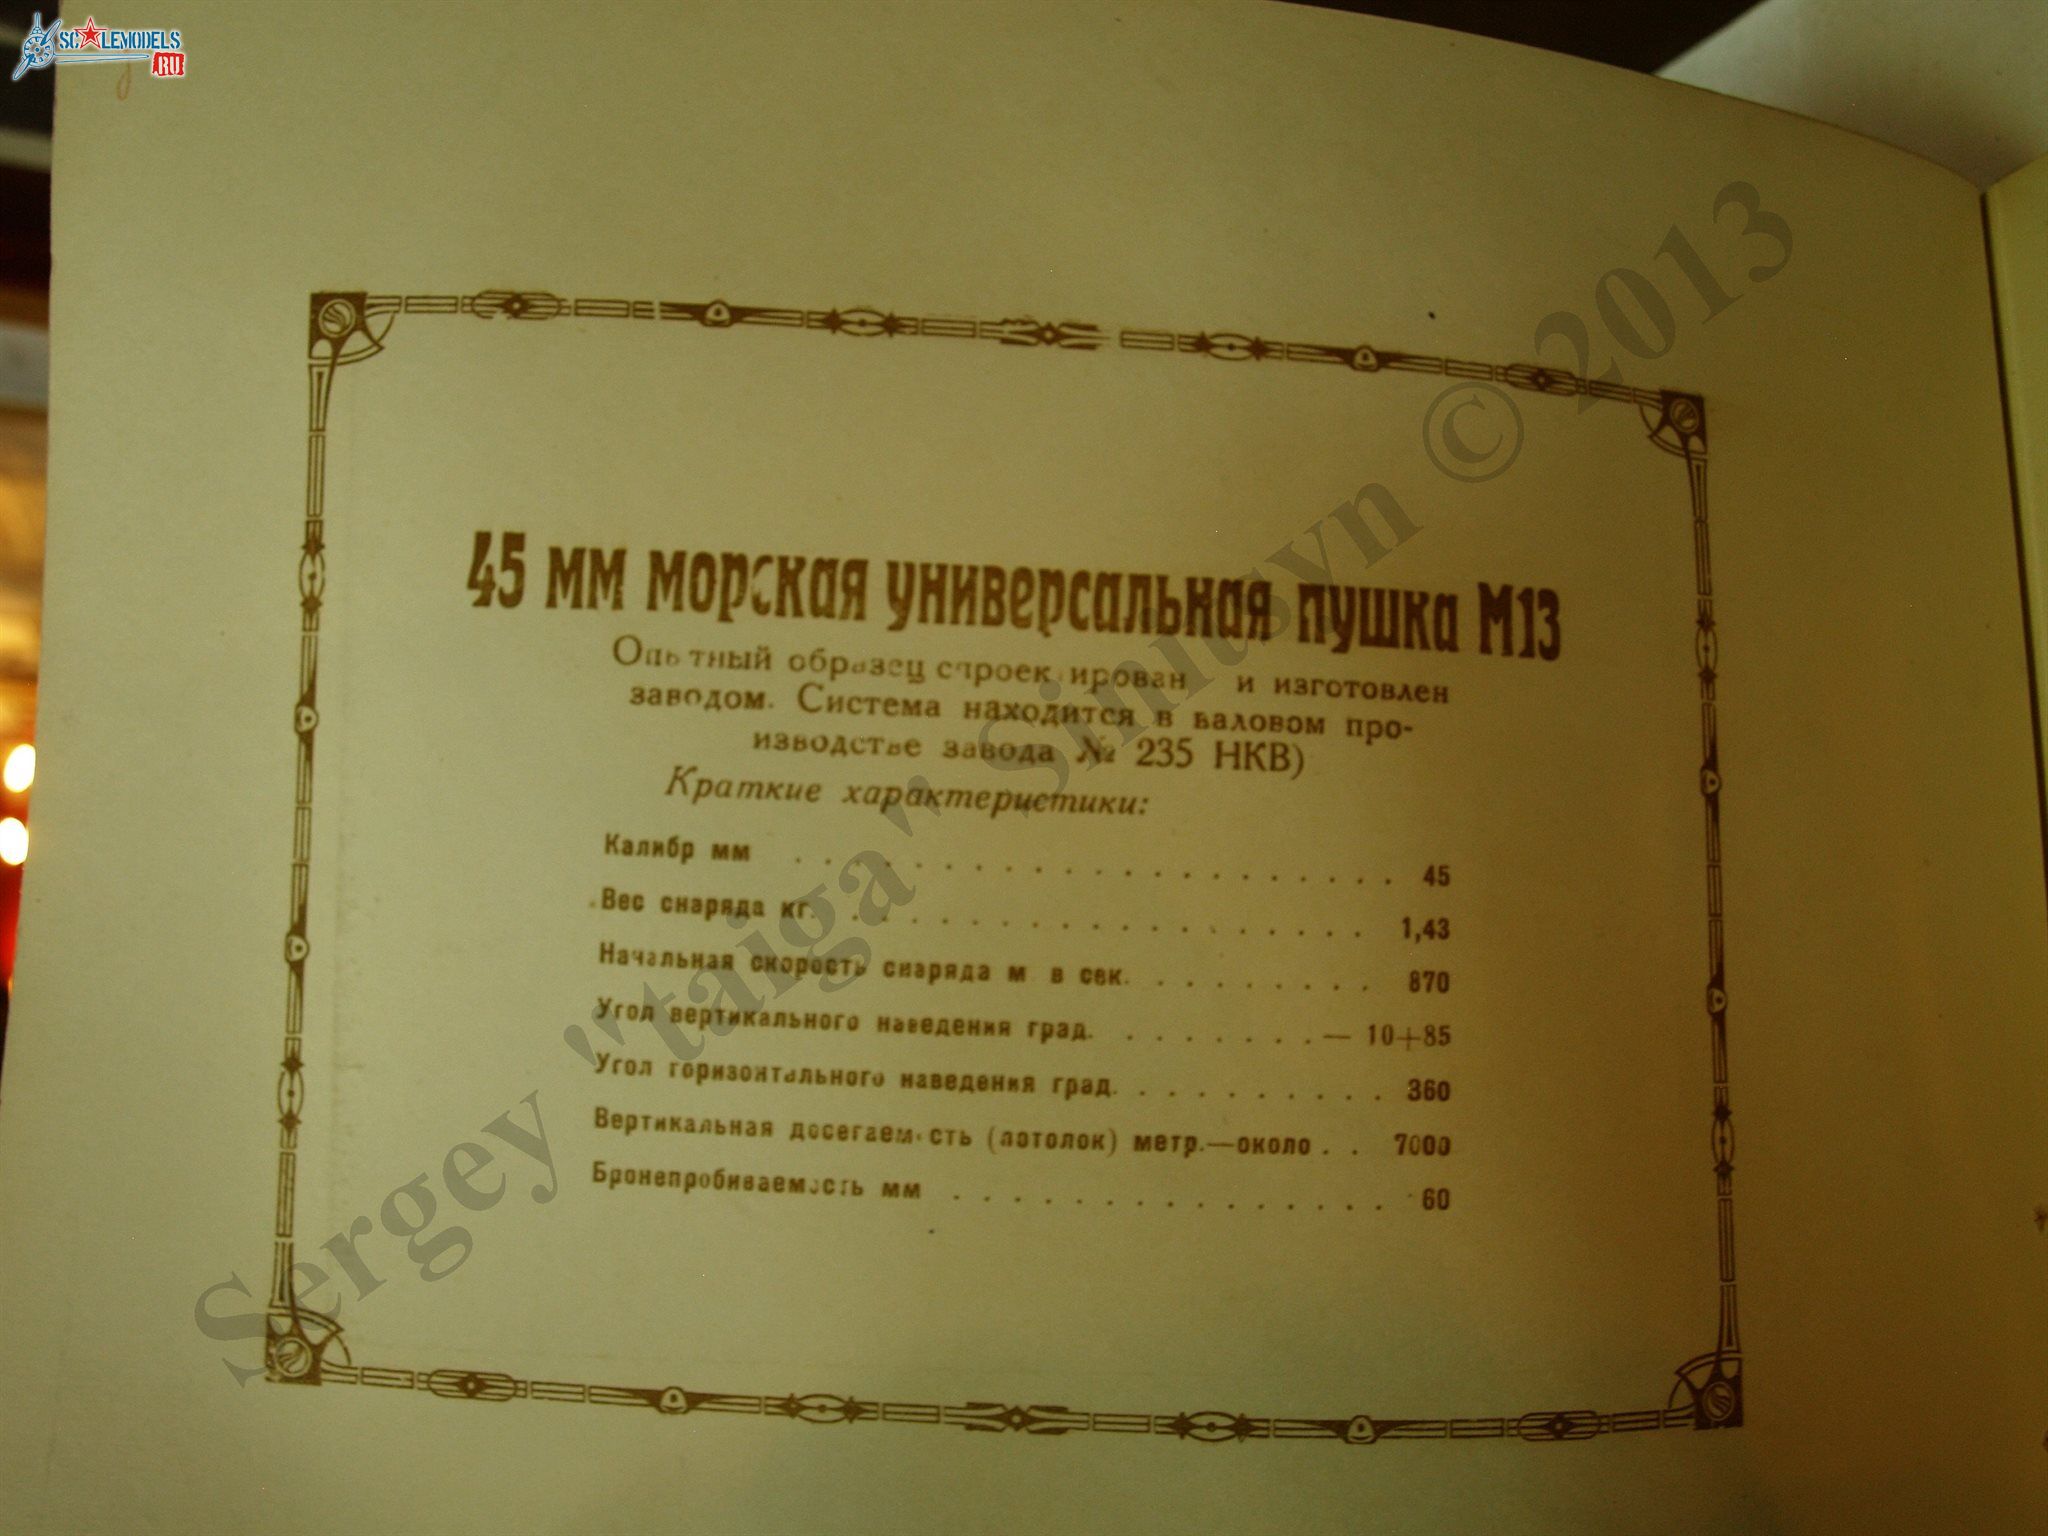 SCALEMODELS
RU
45 мм морская универсальная пушка М13
Опытный образец спроектирован и изготовлен
заводом. Система находится в валовом про-
изводстве завода № 235 НКВ)
Краткие характеристики:
Калибр мм . . . . . . . . . . . . . . . . . . 45
Вес снаряда кг. . . . . . . . . . . . . . . . . 1,43
Начальная скорость снаряда м в сек. . . . . . . . . 870
Угол вертикального наведения град. . . . . . . . — 10+85
Угол горизонтального наведения град. . . . . . . . . 360
Вертикальная досегаемость (потолок) метр.—около . . 7000
Бронепробиваемость мм . . . . . . . . . . . . . . . 60
Sergey "taiga" Sinitsyn © 2013